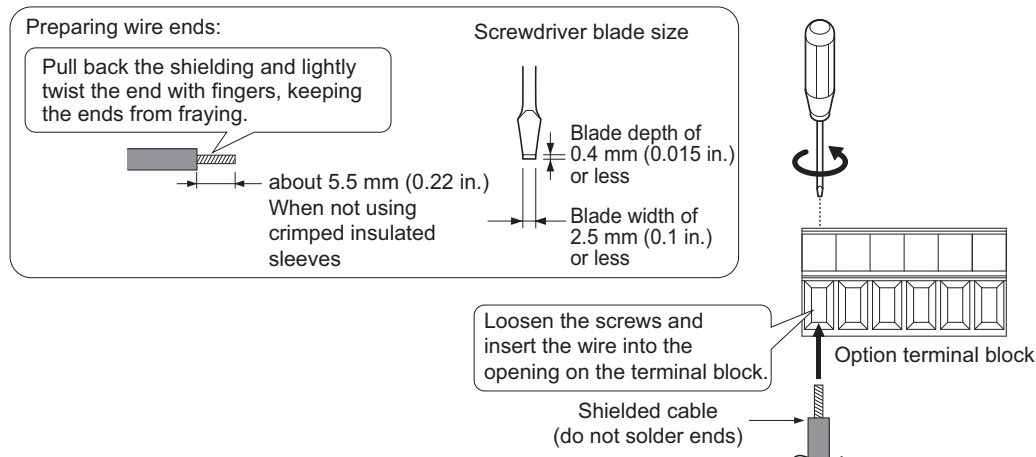 Preparing wire ends:
Pull back the shielding and lightly
twist the end with fingers, keeping
the ends from fraying.
about 5.5 mm (0.22 in.)
When not using
crimped insulated
sleeves
Screwdriver blade size
Blade depth of
0.4 mm (0.015 in.)
or less
Blade width of
2.5 mm (0.1 in.)
or less
Loosen the screws and
insert the wire into the
opening on the terminal block.
Option terminal block
Shielded cable
(do not solder ends)